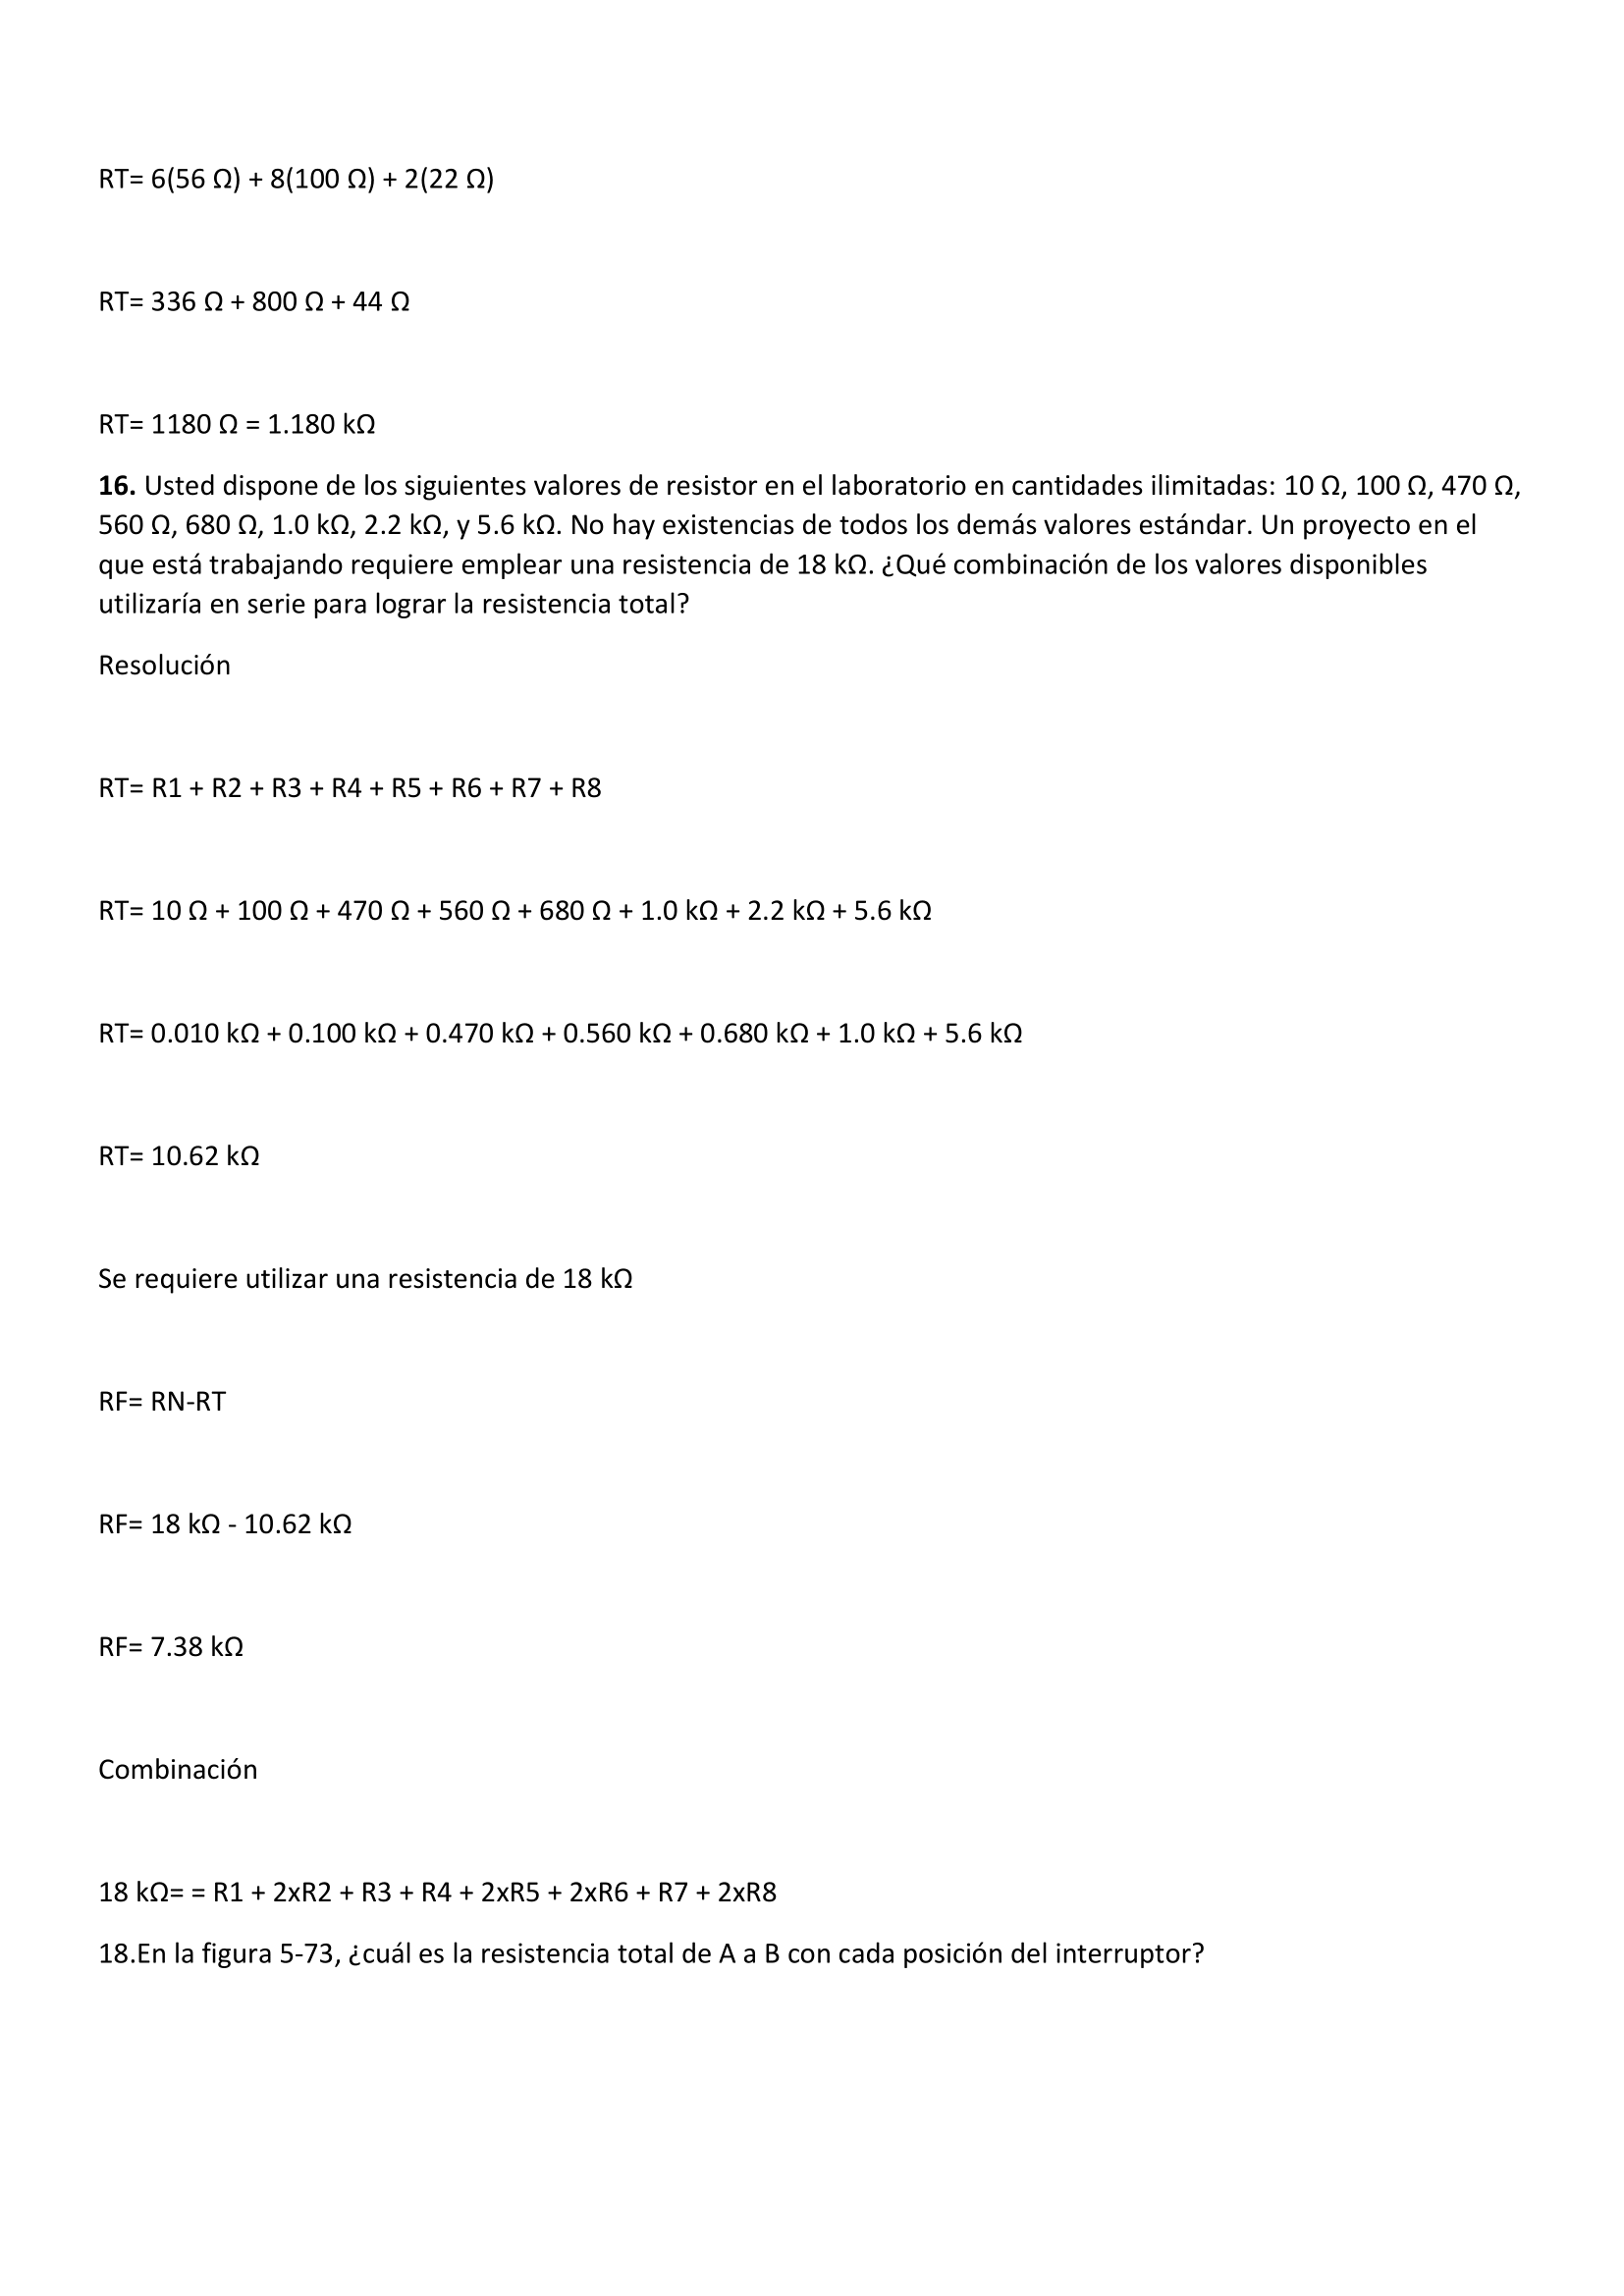 RT= 6(56 Ω) + 8(100 Ω) + 2(22 Ω)
RT= 336 Ω + 800 Ω + 44 Ω
RT= 1180 Ω = 1.180 kΩ
16. Usted dispone de los siguientes valores de resistor en el laboratorio en cantidades ilimitadas: 10 Ω, 100 Ω, 470 Ω,
560 Ω, 680 Ω, 1.0 kΩ, 2.2 kΩ, y 5.6 kΩ. No hay existencias de todos los demás valores estándar. Un proyecto en el
que está trabajando requiere emplear una resistencia de 18 kΩ. ¿Qué combinación de los valores disponibles
utilizaría en serie para lograr la resistencia total?
Resolución
RT= R1 + R2 + R3 + R4 + R5 + R6 + R7 + R8
RT= 10 Ω + 100 Ω + 470 Ω + 560 Ω + 680 Ω + 1.0 kΩ + 2.2 kΩ + 5.6 kΩ
RT= 0.010 kΩ + 0.100 kΩ + 0.470 kΩ + 0.560 kΩ + 0.680 kΩ + 1.0 kΩ + 5.6 kΩ
RT= 10.62 kΩ
Se requiere utilizar una resistencia de 18 kΩ
RF= RN-RT
RF= 18 kΩ - 10.62 kΩ
RF= 7.38 kΩ
Combinación
18 kΩ= = R1 + 2xR2 + R3 + R4 + 2xR5 + 2xR6 + R7 + 2xR8
18.En la figura 5-73, ¿cuál es la resistencia total de A a B con cada posición del interruptor?